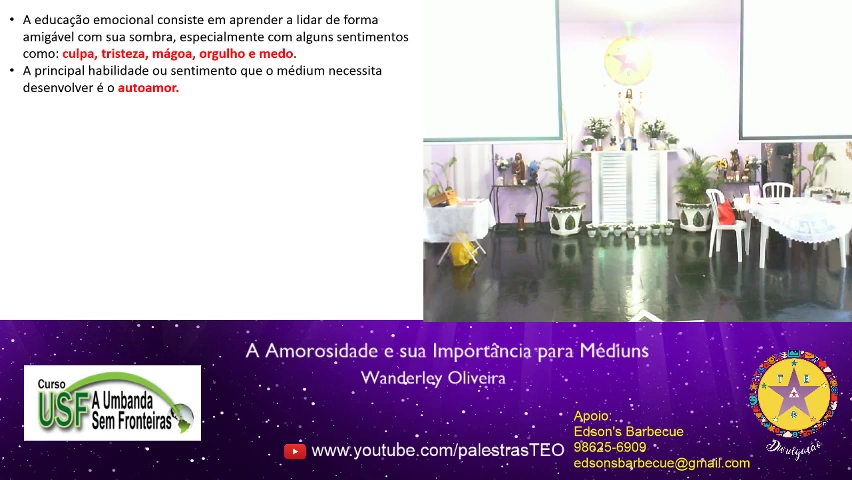 • A educação emocional consiste em aprender a lidar de forma
amigável com sua sombra, especialmente com alguns sentimentos
como: culpa, tristeza, mágoa, orgulho e medo.
• A principal habilidade ou sentimento que o médium necessita
desenvolver é o autoamor.
A Amorosidade e sua Importância para Médiuns
Wanderley Oliveira
Curso
USF A Umbanda
Sem Fronteiras
www.youtube.com/palestrasTEO
Apoio:
Edson's Barbecue
98625-6909
edsonsbarbecue@gmail.com
T E
A
B
Divulgação